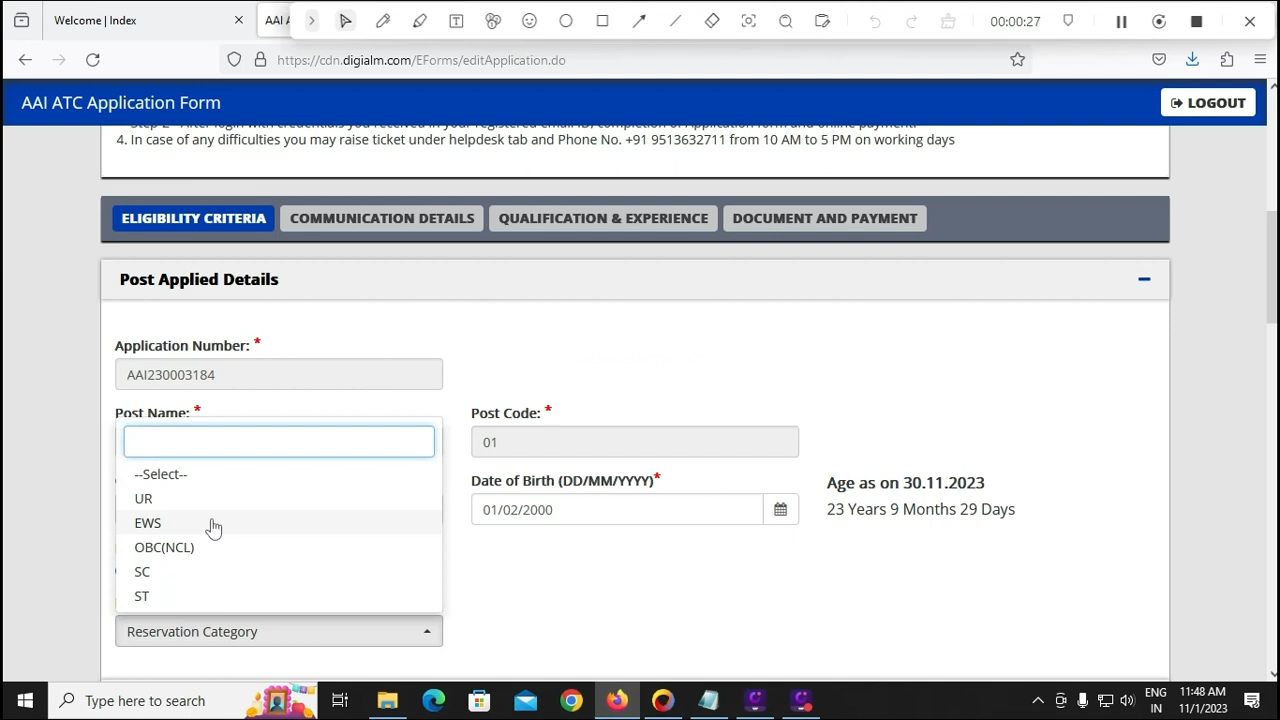 Welcome | Index
AAI A
00:00:27
https://cdn.digialm.com/EForms/editApplication.do
AAI ATC Application Form
LOGOUT
4. In case of any difficulties you may raise ticket under helpdesk tab and Phone No. +91 9513632711 from 10 AM to 5 PM on working days
ELIGIBILITY CRITERIA
COMMUNICATION DETAILS
QUALIFICATION & EXPERIENCE
DOCUMENT AND PAYMENT
Post Applied Details
Application Number: *
AAI230003184
Post Name: *
Post Code: *
01
--Select--
UR
EWS
OBC(NCL)
SC
ST
Date of Birth (DD/MM/YYYY)*
01/02/2000
Age as on 30.11.2023
23 Years 9 Months 29 Days
Reservation Category
Type here to search
ENG
IN
11:48 AM
11/1/2023